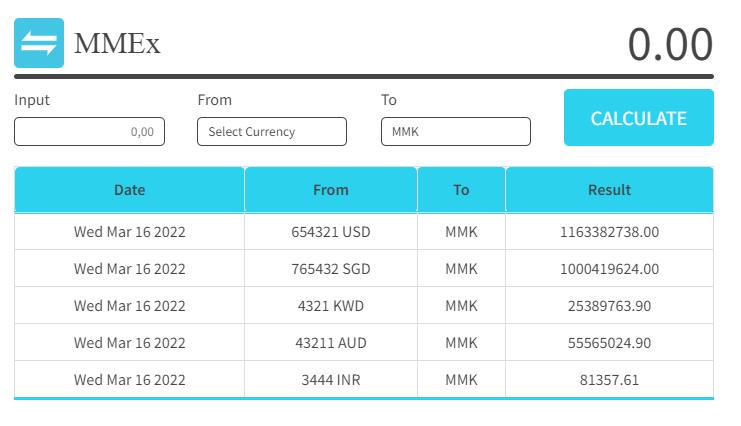 MMEx
0.00
Input From To
0,00 Select Currency MMK
CALCULATE
Date From To Result
Wed Mar 16 2022 654321 USD MMK 1163382738.00
Wed Mar 16 2022 765432 SGD MMK 1000419624.00
Wed Mar 16 2022 4321 KWD MMK 25389763.90
Wed Mar 16 2022 43211 AUD MMK 55565024.90
Wed Mar 16 2022 3444 INR MMK 81357.61